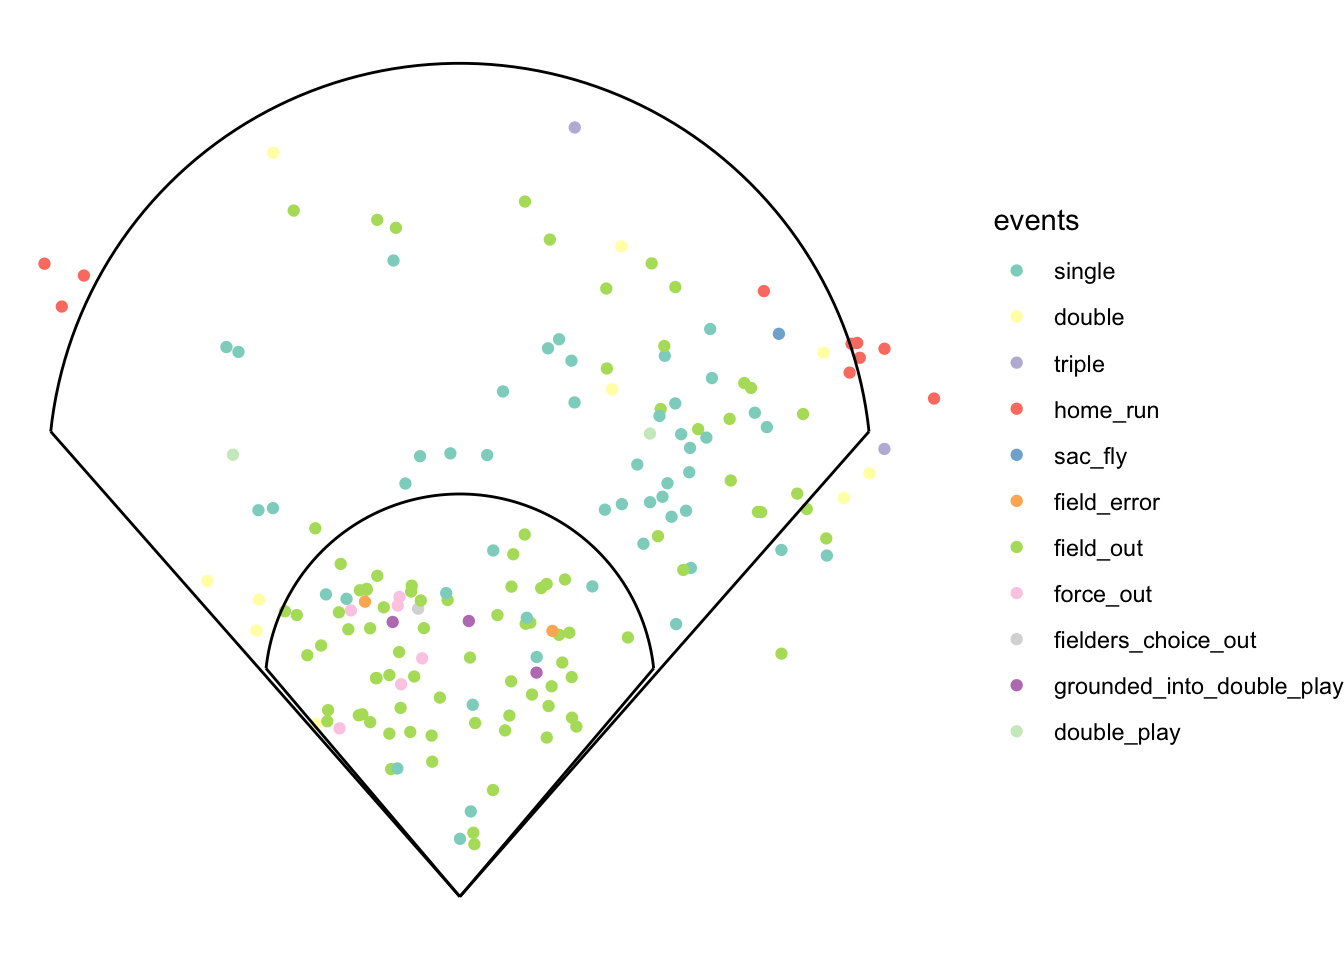 events
single
double
triple
home_run
sac_fly
field_error
field_out
force_out
fielders_choice_out
grounded_into_double_play
double_play